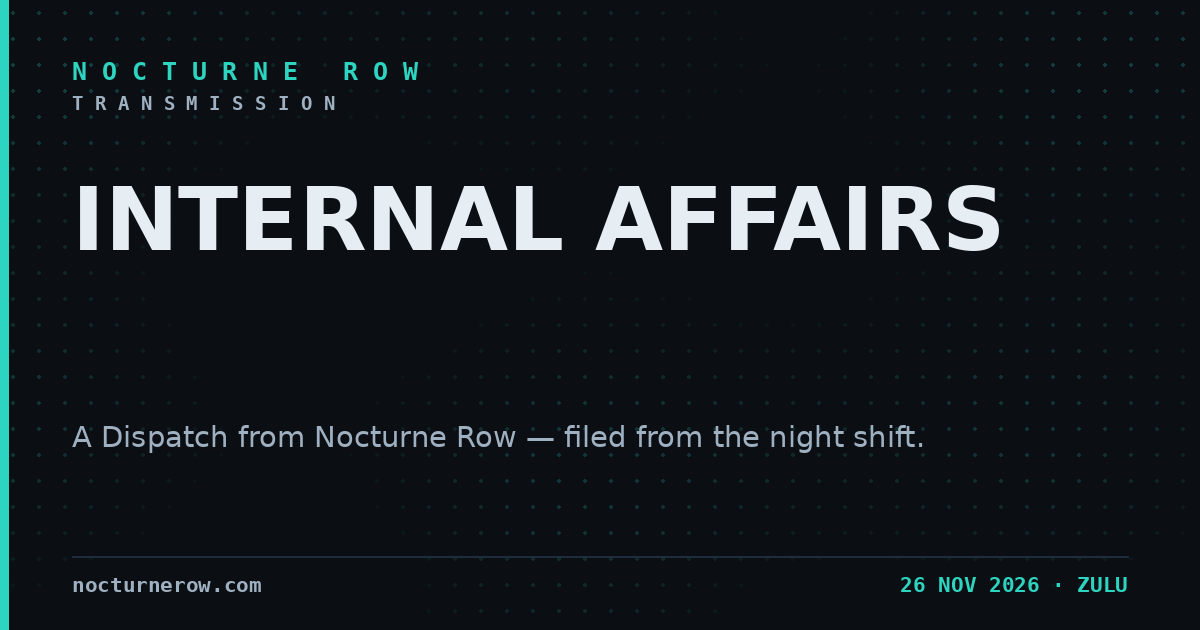 NOCTURNE ROW
TRANSMISSION
INTERNAL AFFAIRS
A Dispatch from Nocturne Row — filed from the night shift.
nocturnerow.com
26 NOV 2026 · ZULU